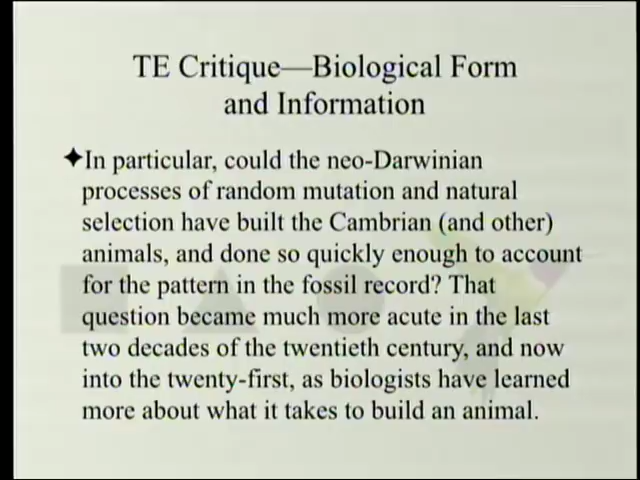 TE Critique—Biological Form
and Information
✦In particular, could the neo-Darwinian
processes of random mutation and natural
selection have built the Cambrian (and other)
animals, and done so quickly enough to account
for the pattern in the fossil record? That
question became much more acute in the last
two decades of the twentieth century, and now
into the twenty-first, as biologists have learned
more about what it takes to build an animal.